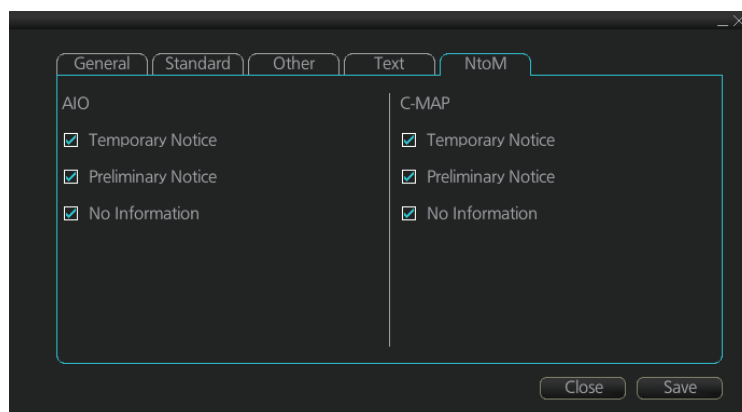 General Standard Other Text NtoM
AIO
Temporary Notice
Preliminary Notice
No Information
C-MAP
Temporary Notice
Preliminary Notice
No Information
Close Save